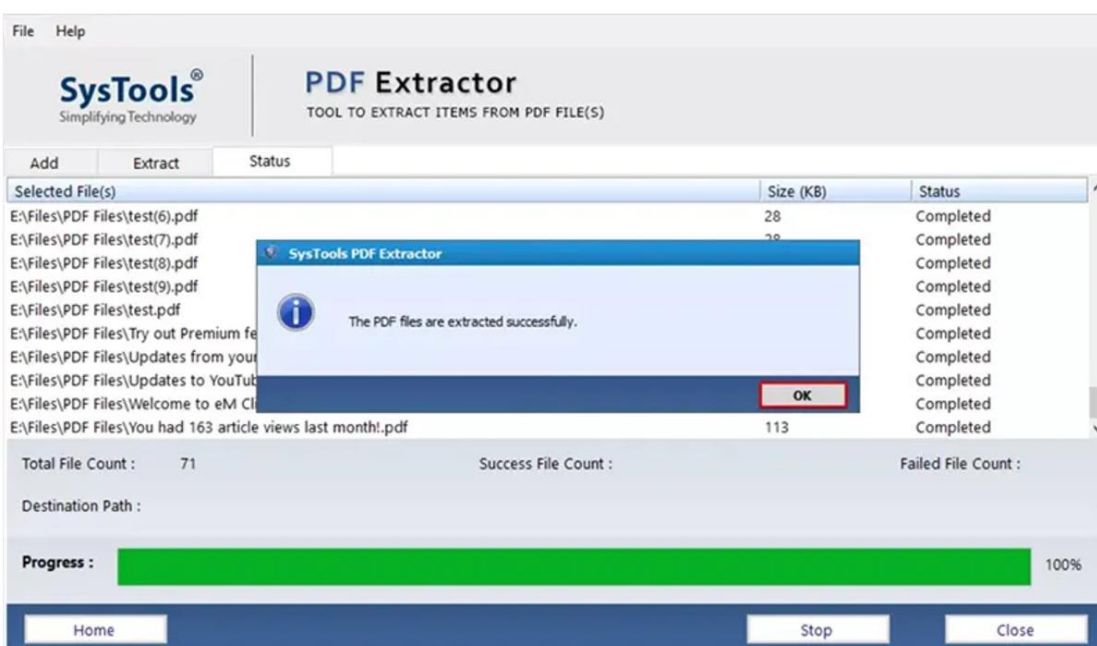 File Help
SysTools®
Simplifying Technology
PDF Extractor
TOOL TO EXTRACT ITEMS FROM PDF FILE(S)
Add Extract Status
Selected File(s) Size (KB) Status
E:\Files\PDF Files\test(6).pdf 28 Completed
E:\Files\PDF Files\test(7).pdf 28 Completed
E:\Files\PDF Files\test(8).pdf Completed
E:\Files\PDF Files\test(9).pdf Completed
E:\Files\PDF Files\test.pdf Completed
E:\Files\PDF Files\Try out Premium fe Completed
E:\Files\PDF Files\Updates from your Completed
E:\Files\PDF Files\Updates to YouTub Completed
E:\Files\PDF Files\Welcome to eM Cli Completed
E:\Files\PDF Files\You had 163 article views last month!.pdf 113 Completed
SysTools PDF Extractor
The PDF files are extracted successfully.
OK
Total File Count : 71 Success File Count : Failed File Count :
Destination Path :
Progress : 100%
Home Stop Close